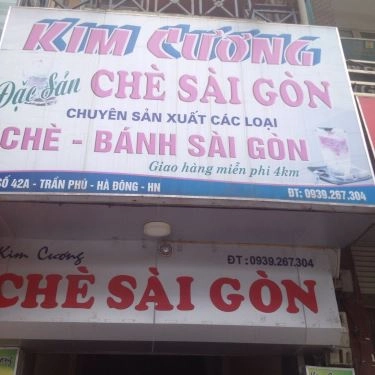 KIM CƯƠNG
Đặc Sản CHÈ SÀI GÒN
CHUYÊN SẢN XUẤT CÁC LOẠI
CHÈ - BÁNH SÀI GÒN
Giao hàng miễn phí 4km
SỐ 42A - TRẦN PHÚ - HÀ ĐÔNG - HN
ĐT: 0939.267.304
Kim Cương
ĐT: 0939.267.304
CHÈ SÀI GÒN